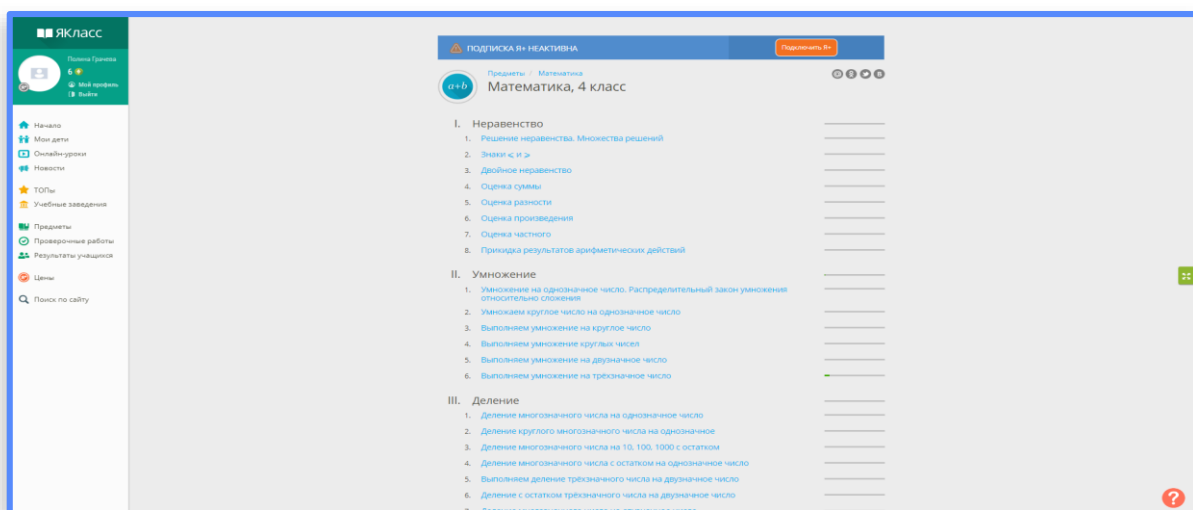 ЯКласс
Полина Грачева
6
Мой профиль
Выйти
Начало
Мои дети
Онлайн-уроки
Новости
ТОПы
Учебные заведения
Предметы
Проверочные работы
Результаты учащихся
Цены
Поиск по сайту
ПОДПИСКА Я+ НЕАКТИВНА
Подключить Я+
a+b
Предметы / Математика
Математика, 4 класс
I. Неравенство
1. Решение неравенства. Множества решений
2. Знаки ⩽ и ⩾
3. Двойное неравенство
4. Оценка суммы
5. Оценка разности
6. Оценка произведения
7. Оценка частного
8. Прикидка результатов арифметических действий
II. Умножение
1. Умножение на однозначное число. Распределительный закон умножения
относительно сложения
2. Умножаем круглое число на однозначное число
3. Выполняем умножение на круглое число
4. Выполняем умножение круглых чисел
5. Выполняем умножение на двузначное число
6. Выполняем умножение на трёхзначное число
III. Деление
1. Деление многозначного числа на однозначное число
2. Деление круглого многозначного числа на однозначное
3. Деление многозначного числа на 10, 100, 1000 с остатком
4. Деление многозначного числа с остатком на однозначное число
5. Выполняем деление трёхзначного числа на двузначное число
6. Деление с остатком трёхзначного числа на двузначное число
?